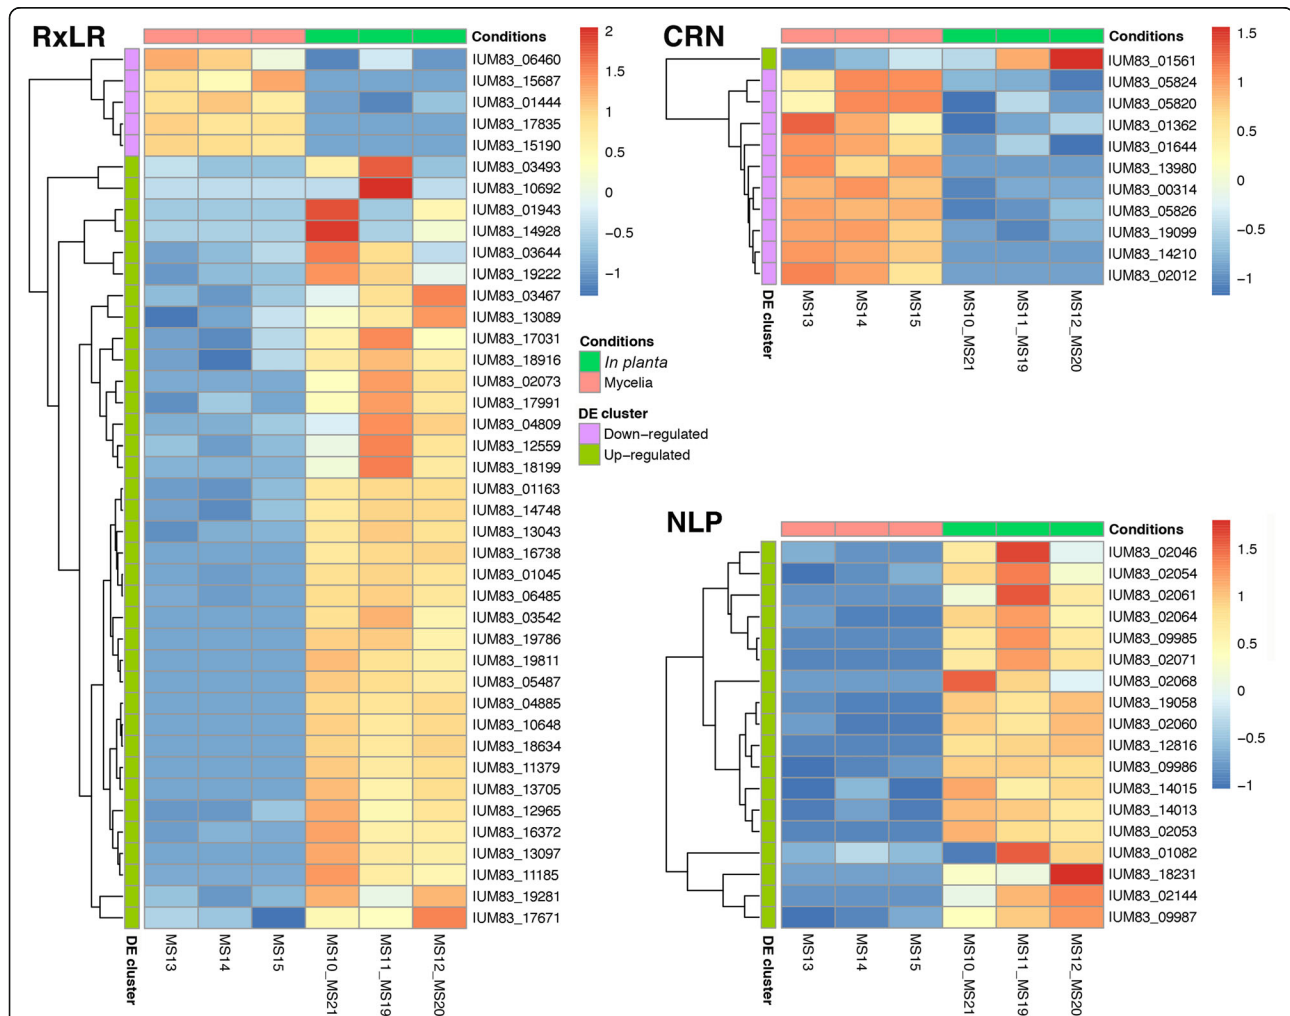 RxLR
Conditions
IUM83_06460
IUM83_15687
IUM83_01444
IUM83_17835
IUM83_15190
IUM83_03493
IUM83_10692
IUM83_01943
IUM83_14928
IUM83_03644
IUM83_19222
IUM83_03467
IUM83_13089
IUM83_17031
IUM83_18916
IUM83_02073
IUM83_17991
IUM83_04809
IUM83_12559
IUM83_18199
IUM83_01163
IUM83_14748
IUM83_13043
IUM83_16738
IUM83_01045
IUM83_06485
IUM83_03542
IUM83_19786
IUM83_19811
IUM83_05487
IUM83_04885
IUM83_10648
IUM83_18634
IUM83_11379
IUM83_13705
IUM83_12965
IUM83_16372
IUM83_13097
IUM83_11185
IUM83_19281
IUM83_17671
DE cluster
MS13
MS14
MS15
MS10_MS21
MS11_MS19
MS12_MS20
2
1.5
1
0.5
0
−0.5
−1
Conditions
In planta
Mycelia
DE cluster
Down−regulated
Up−regulated
CRN
Conditions
IUM83_01561
IUM83_05824
IUM83_05820
IUM83_01362
IUM83_01644
IUM83_13980
IUM83_00314
IUM83_05826
IUM83_19099
IUM83_14210
IUM83_02012
DE cluster
MS13
MS14
MS15
MS10_MS21
MS11_MS19
MS12_MS20
1.5
1
0.5
0
−0.5
−1
NLP
Conditions
IUM83_02046
IUM83_02054
IUM83_02061
IUM83_02064
IUM83_09985
IUM83_02071
IUM83_02068
IUM83_19058
IUM83_02060
IUM83_12816
IUM83_09986
IUM83_14015
IUM83_14013
IUM83_02053
IUM83_01082
IUM83_18231
IUM83_02144
IUM83_09987
DE cluster
MS13
MS14
MS15
MS10_MS21
MS11_MS19
MS12_MS20
1.5
1
0.5
0
−0.5
−1